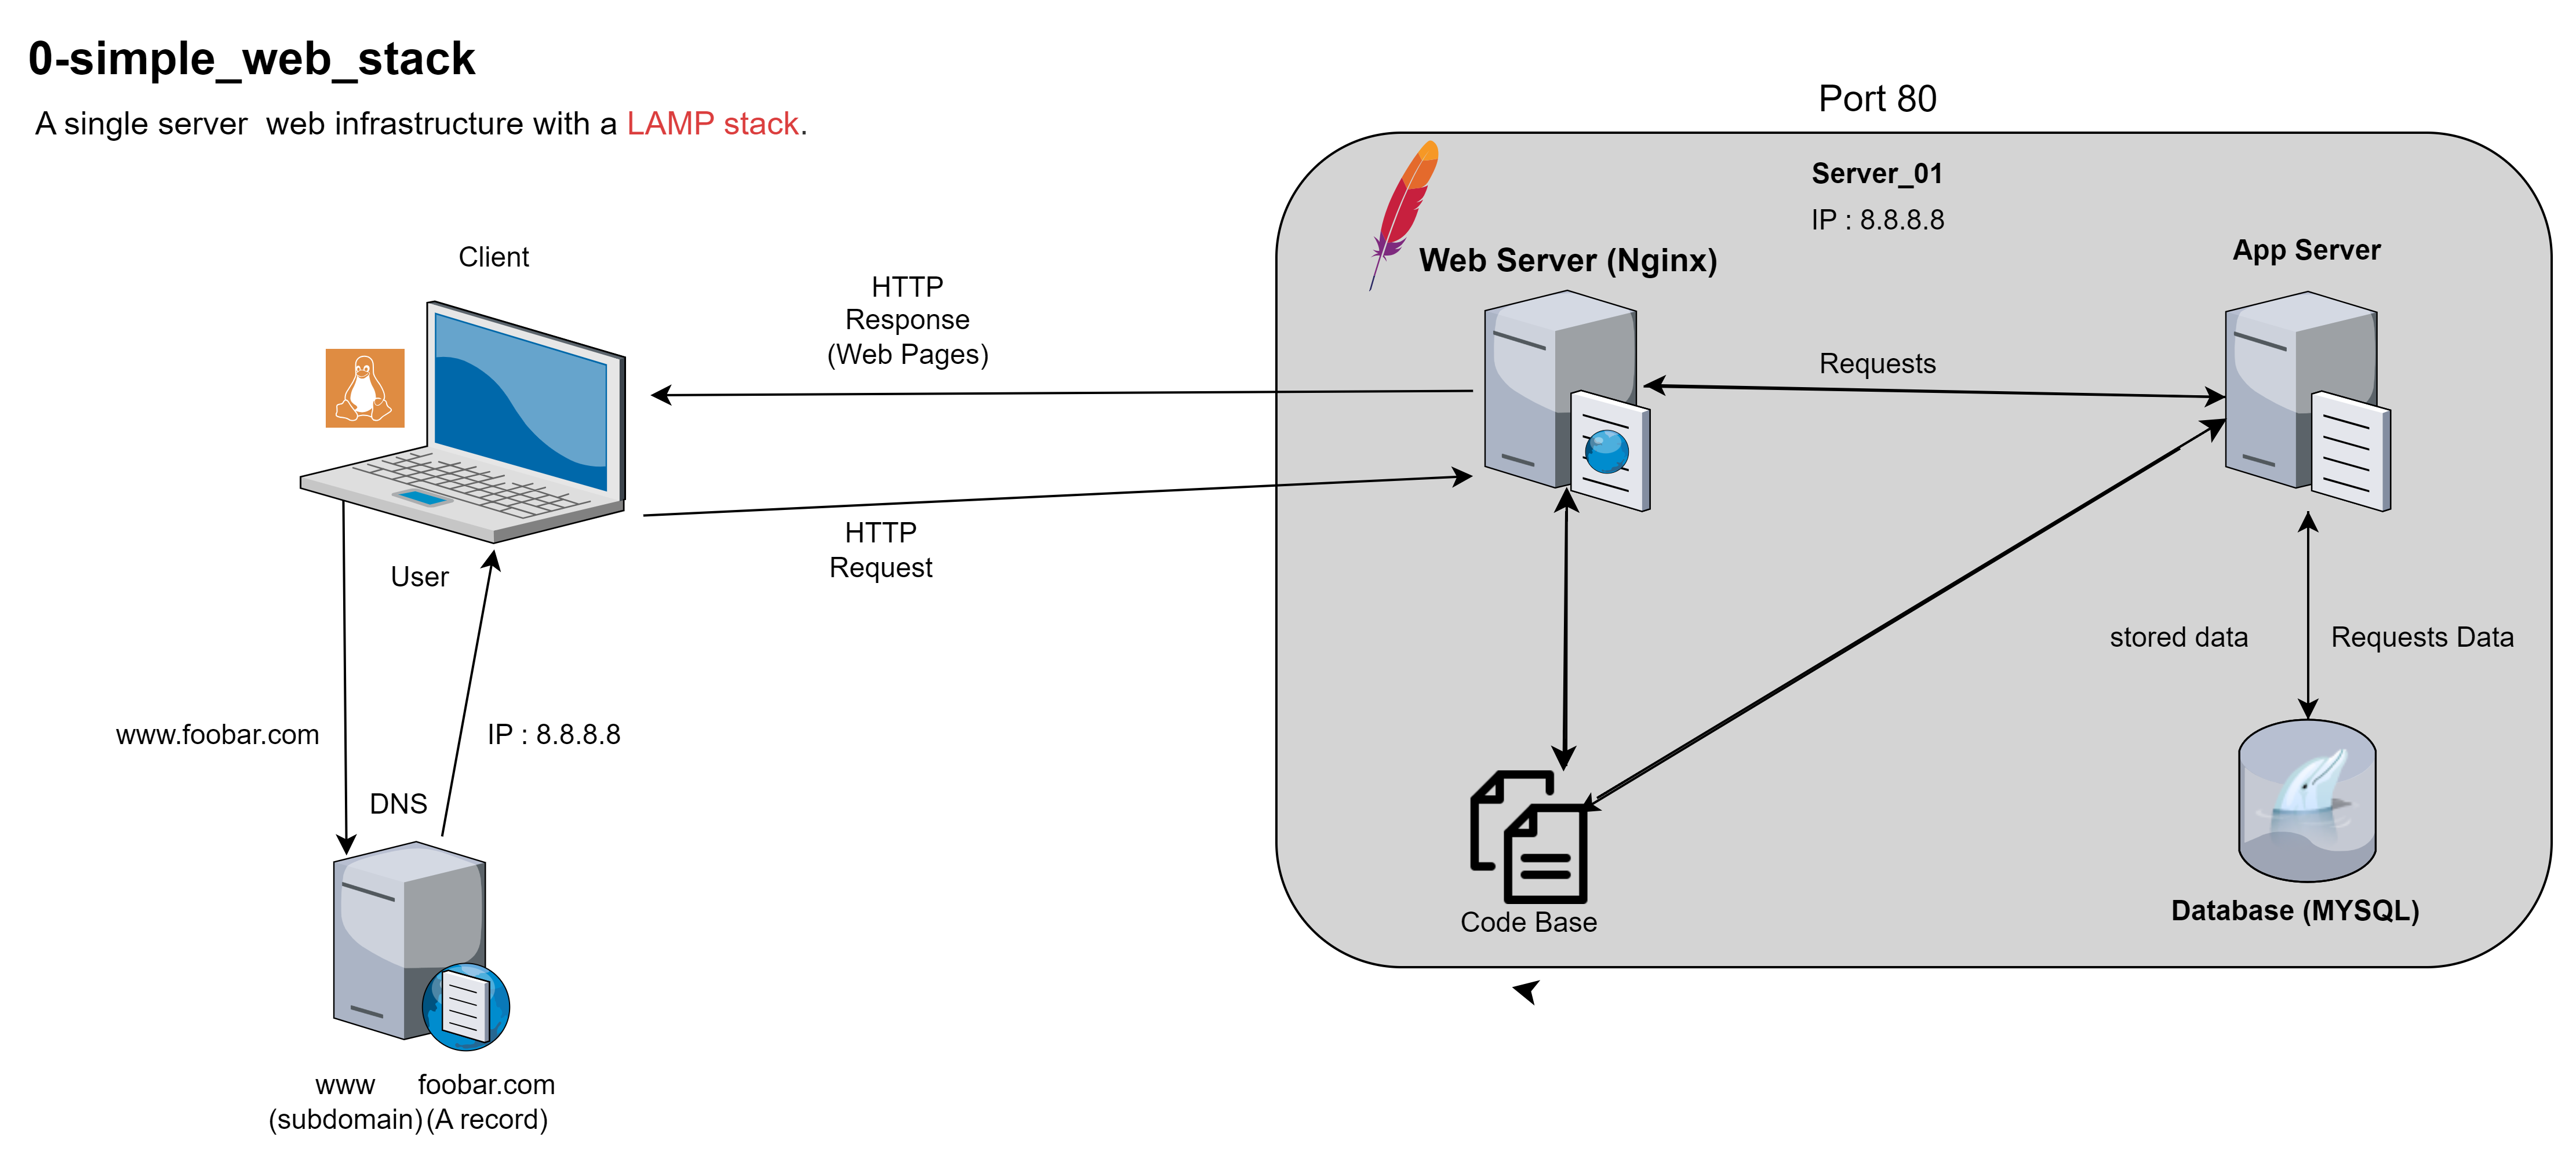 0-simple_web_stack
A single server  web infrastructure with a LAMP stack.
Port 80
Server_01
IP : 8.8.8.8
Web Server (Nginx)
App Server
Client
HTTP
Response
(Web Pages)
Requests
HTTP
Request
User
stored data
Requests Data
www.foobar.com
IP : 8.8.8.8
DNS
Code Base
Database (MYSQL)
www foobar.com
(subdomain) (A record)